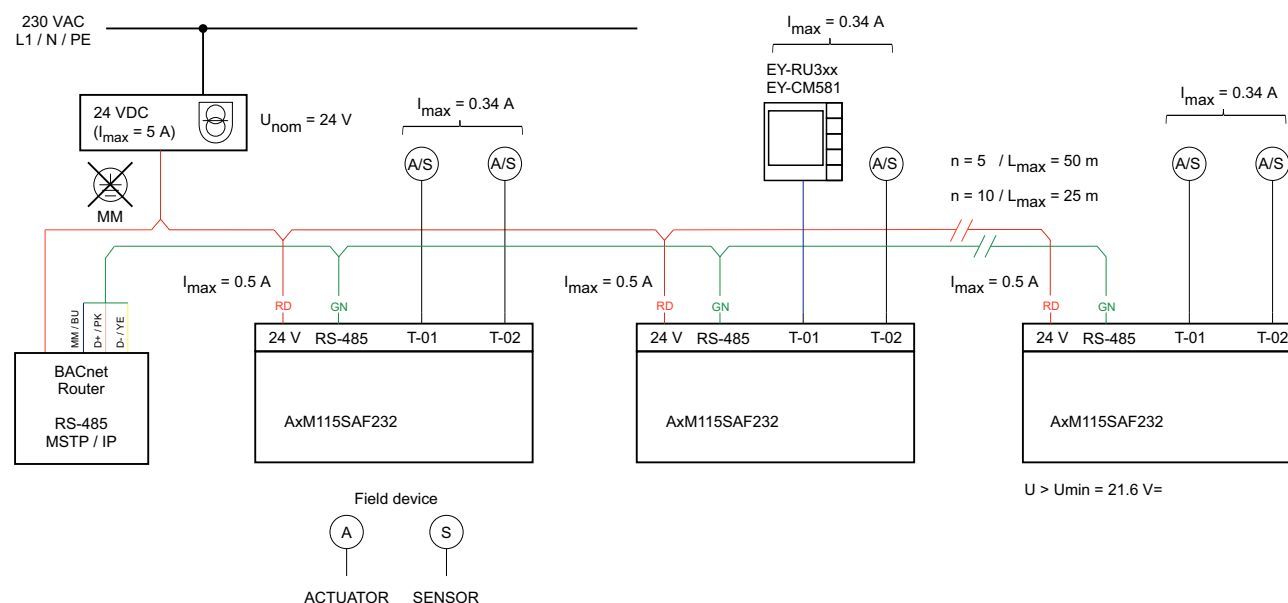 230 VAC
L1 / N / PE
24 VDC
(Imax = 5 A)
Unom = 24 V
MM
Imax = 0.34 A
A/S
A/S
Imax = 0.34 A
EY-RU3xx
EY-CM581
A/S
n = 5 / Lmax = 50 m
n = 10 / Lmax = 25 m
Imax = 0.34 A
A/S
A/S
Imax = 0.5 A
Imax = 0.5 A
Imax = 0.5 A
RD
GN
RD
GN
RD
GN
MM / BU
D+ / PK
D- / YE
24 V RS-485 T-01 T-02
24 V RS-485 T-01 T-02
24 V RS-485 T-01 T-02
BACnet
Router
RS-485
MSTP / IP
AxM115SAF232
AxM115SAF232
AxM115SAF232
U > Umin = 21.6 V=
Field device
A
S
ACTUATOR
SENSOR